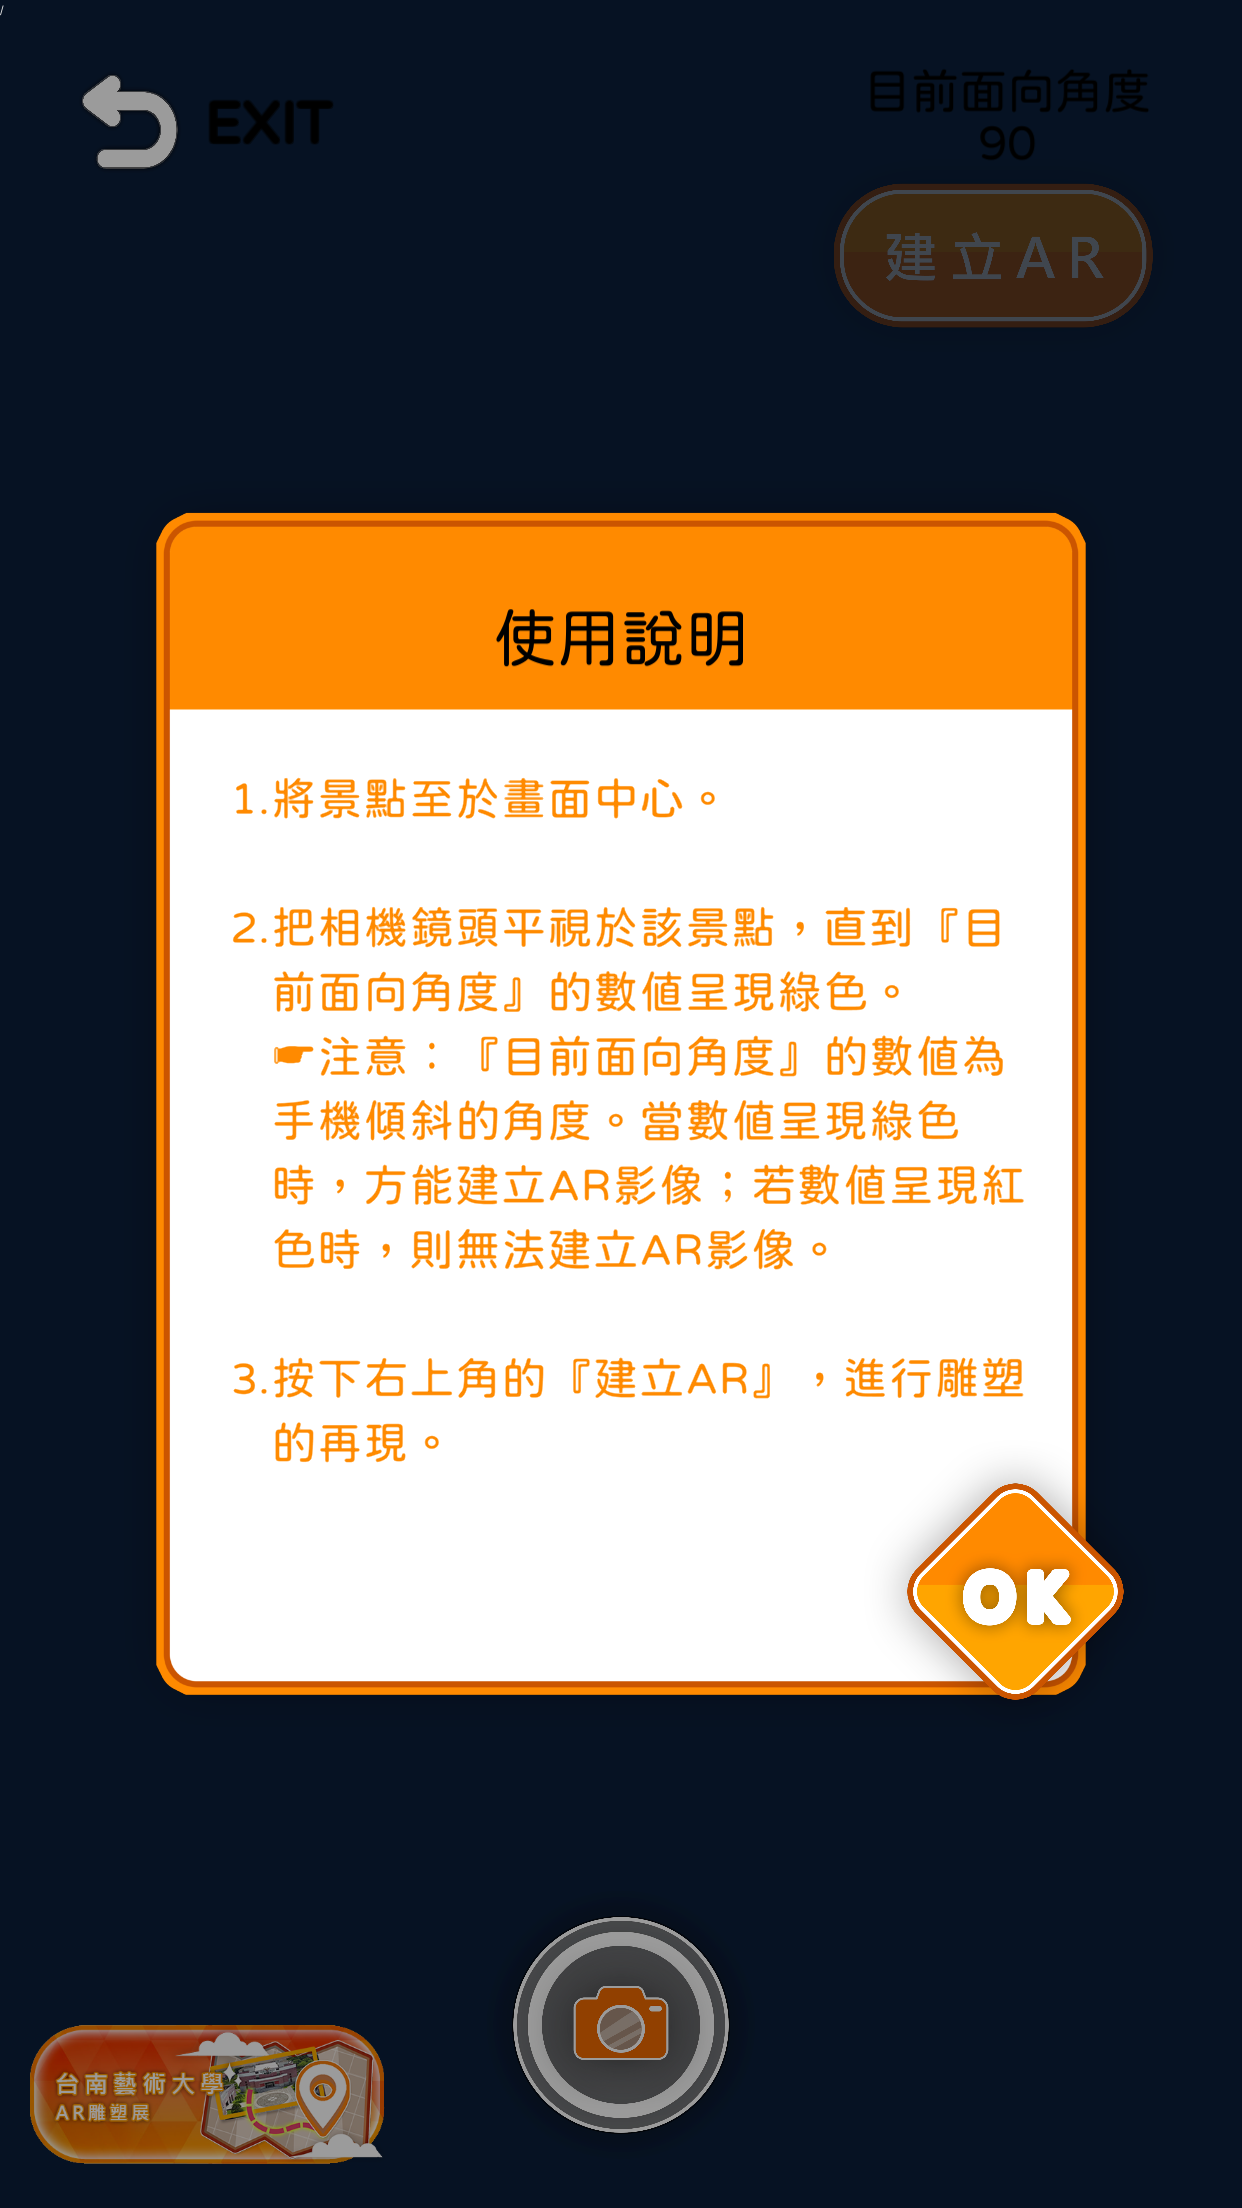 EXIT
目前面向角度
90
建立AR
使用說明
1.將景點至於畫面中心。
2.把相機鏡頭平視於該景點，直到『目
前面向角度』的數值呈現綠色。
☛注意：『目前面向角度』的數值為
手機傾斜的角度。當數值呈現綠色
時，方能建立AR影像；若數值呈現紅
色時，則無法建立AR影像。
3.按下右上角的『建立AR』，進行雕塑
的再現。
OK
台南藝術大學
AR雕塑展